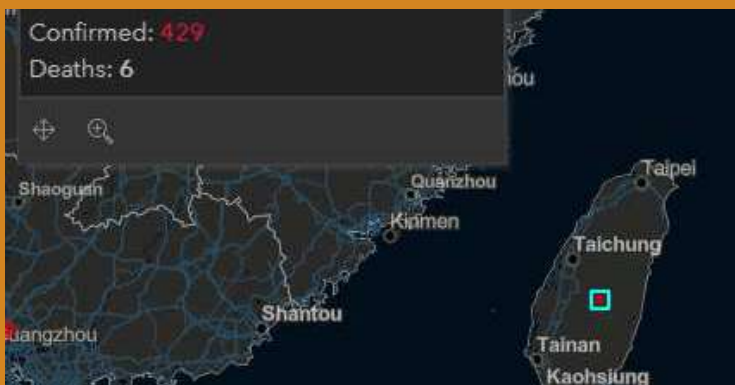 Confirmed: 429
Deaths: 6
Taipei
Shaoguan
Quanzhou
Kinmen
Taichung
Shantou
Tainan
Kaohsiung